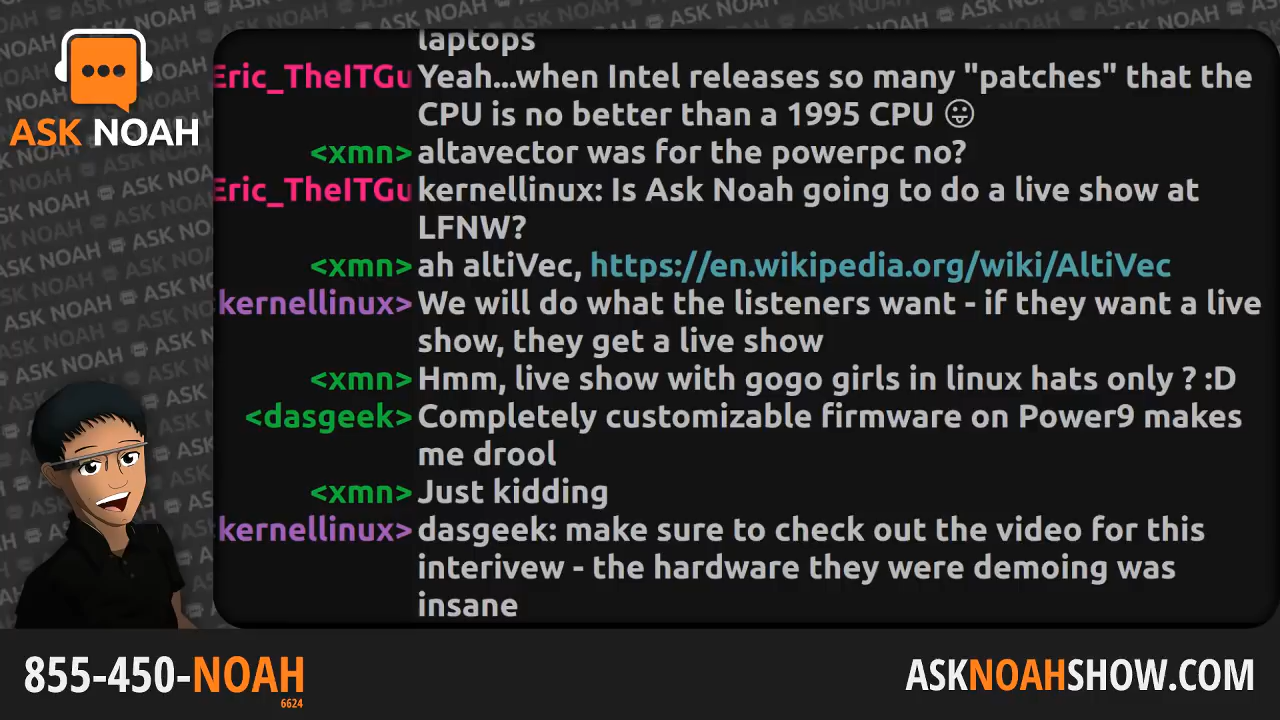 laptops
Eric_TheITGu Yeah...when Intel releases so many "patches" that the
CPU is no better than a 1995 CPU 😛
<xmn> altavector was for the powerpc no?
Eric_TheITGu kernellinux: Is Ask Noah going to do a live show at
LFNW?
<xmn> ah altiVec, https://en.wikipedia.org/wiki/AltiVec
kernellinux> We will do what the listeners want - if they want a live
show, they get a live show
<xmn> Hmm, live show with gogo girls in linux hats only ? :D
<dasgeek> Completely customizable firmware on Power9 makes
me drool
<xmn> Just kidding
kernellinux> dasgeek: make sure to check out the video for this
interivew - the hardware they were demoing was
insane
ASK NOAH
855-450-NOAH
6624
ASKNOAHSHOW.COM